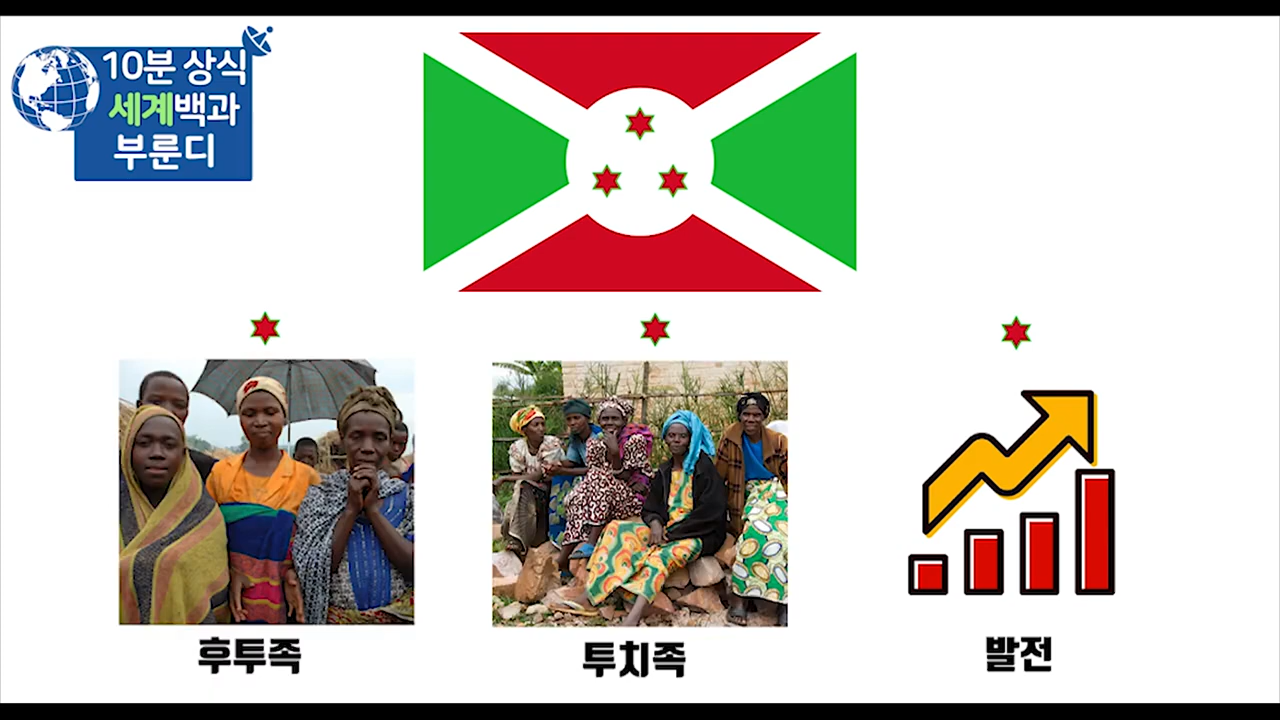 10분 상식
세계백과
부룬디
후투족
투치족
발전